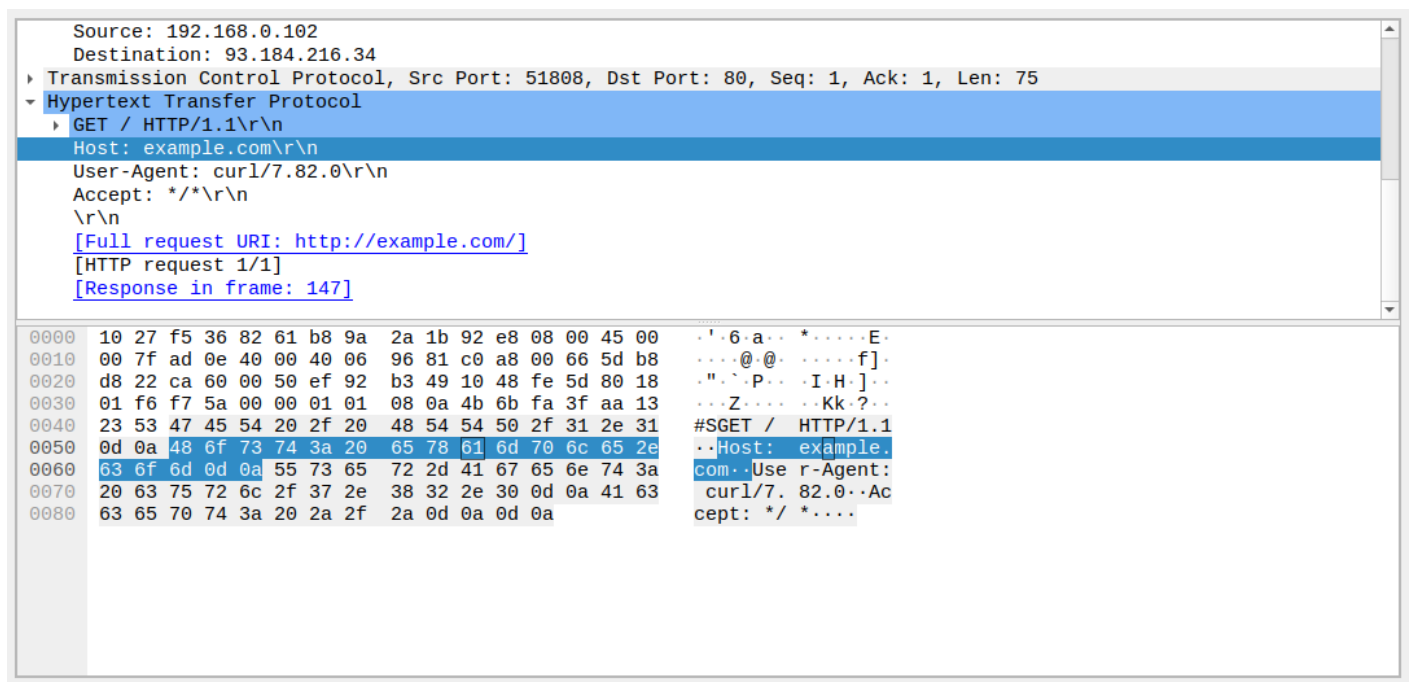 Source: 192.168.0.102
Destination: 93.184.216.34
Transmission Control Protocol, Src Port: 51808, Dst Port: 80, Seq: 1, Ack: 1, Len: 75
Hypertext Transfer Protocol
GET / HTTP/1.1\r\n
Host: example.com\r\n
User-Agent: curl/7.82.0\r\n
Accept: */*\r\n
\r\n
[Full request URI: http://example.com/]
[HTTP request 1/1]
[Response in frame: 147]
0000 10 27 f5 36 82 61 b8 9a 2a 1b 92 e8 08 00 45 00 ·'·6·a·· *·····E·
0010 00 7f ad 0e 40 00 40 06 96 81 c0 a8 00 66 5d b8 ····@·@· ·····f]·
0020 d8 22 ca 60 00 50 ef 92 b3 49 10 48 fe 5d 80 18 ·"·`·P·· ·I·H·]··
0030 01 f6 f7 5a 00 00 01 01 08 0a 4b 6b fa 3f aa 13 ···Z···· ··Kk·?··
0040 23 53 47 45 54 20 2f 20 48 54 54 50 2f 31 2e 31 #SGET / HTTP/1.1
0050 0d 0a 48 6f 73 74 3a 20 65 78 61 6d 70 6c 65 2e ··Host: example.
0060 63 6f 6d 0d 0a 55 73 65 72 2d 41 67 65 6e 74 3a com··Use r-Agent:
0070 20 63 75 72 6c 2f 37 2e 38 32 2e 30 0d 0a 41 63 curl/7. 82.0··Ac
0080 63 65 70 74 3a 20 2a 2f 2a 0d 0a 0d 0a cept: */ *····